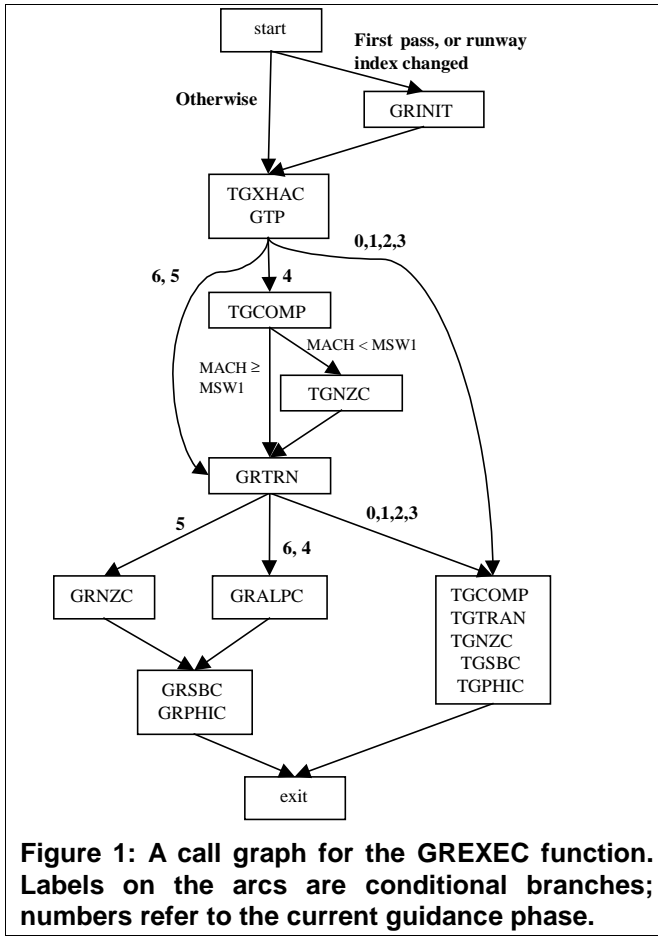 start
First pass, or runway
index changed
Otherwise
GRINIT
TGXHAC
GTP
0,1,2,3
6, 5
4
TGCOMP
MACH < MSW1
MACH ≥
MSW1
TGNZC
GRTRN
5
6, 4
0,1,2,3
GRNZC
GRALPC
TGCOMP
TGTRAN
TGNZC
TGSBC
TGPHIC
GRSBC
GRPHIC
exit
Figure 1: A call graph for the GREXEC function.
Labels on the arcs are conditional branches;
numbers refer to the current guidance phase.